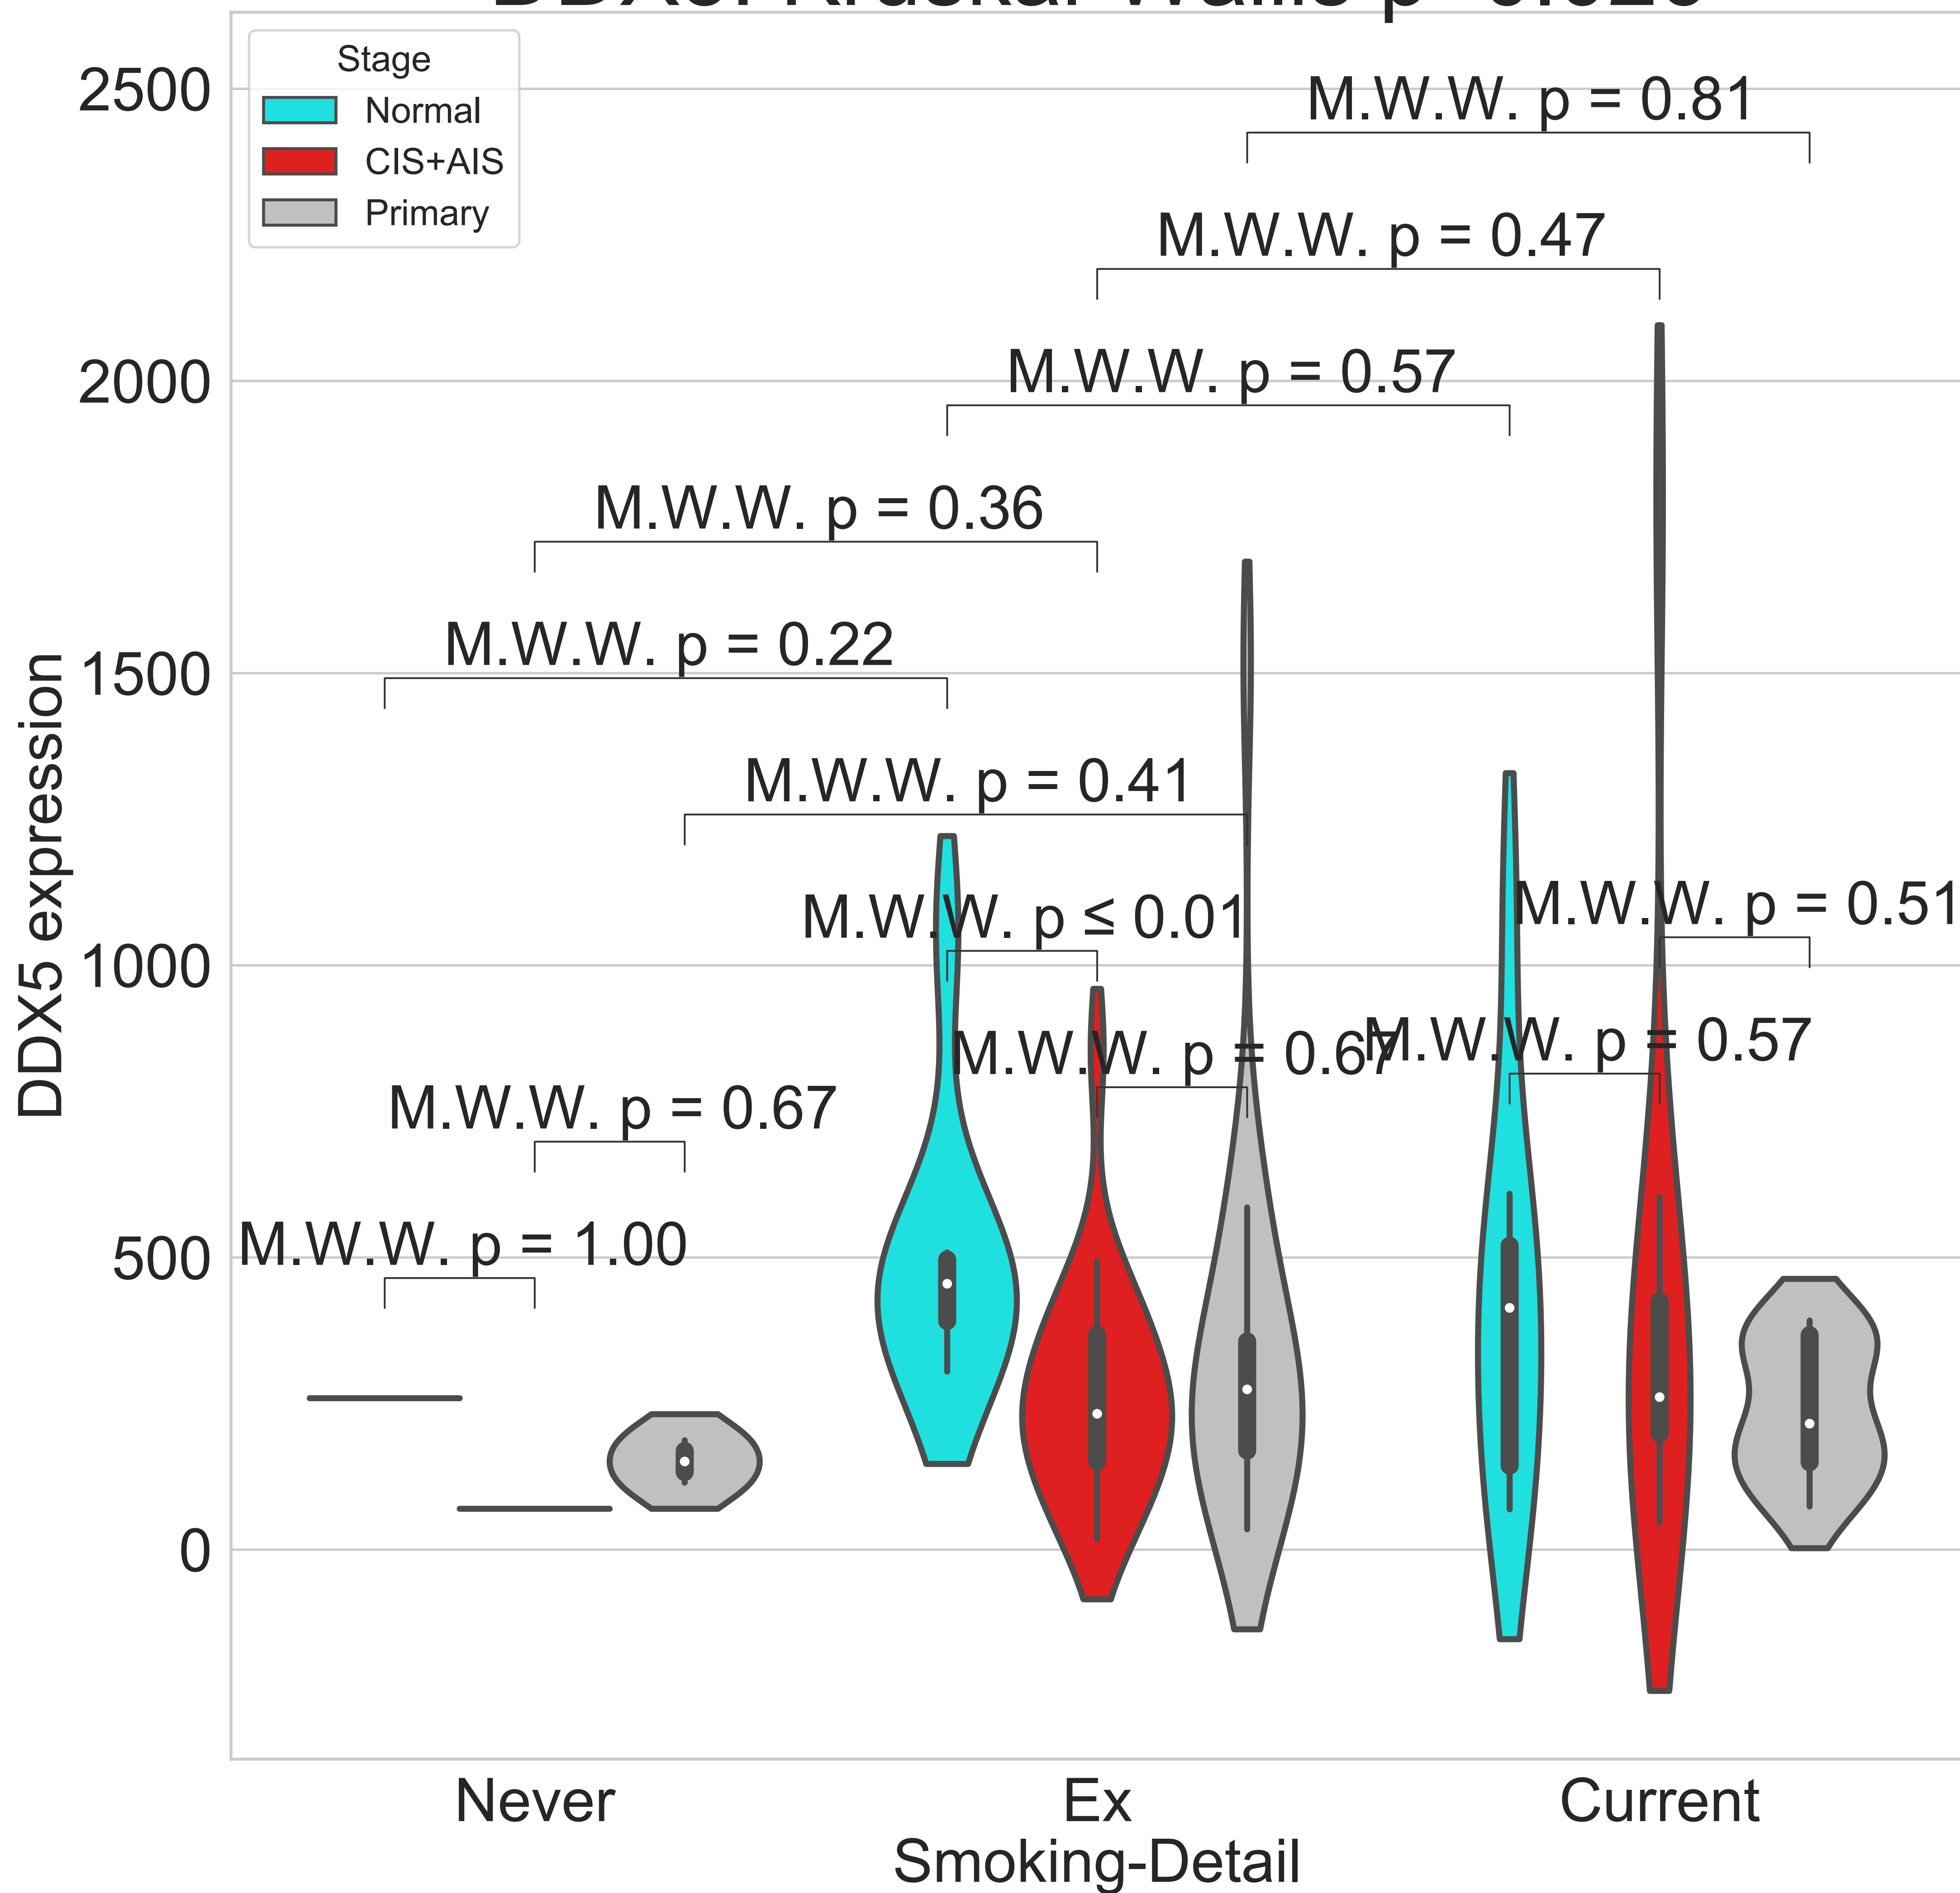 Stage
Normal
CIS+AIS
Primary
2500
2000
1500
1000
500
0
DDX5 expression
M.W.W. p = 0.81
M.W.W. p = 0.47
M.W.W. p = 0.57
M.W.W. p = 0.36
M.W.W. p = 0.22
M.W.W. p = 0.41
M.W.W. p ≤ 0.01
M.W.W. p = 0.51
M.W.W. p = 0.67
M.W.W. p = 0.57
M.W.W. p = 0.67
M.W.W. p = 1.00
Never
Ex
Current
Smoking-Detail